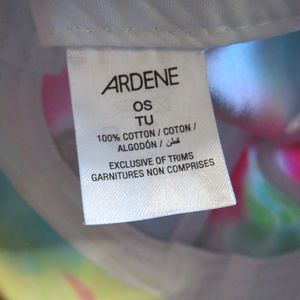 ARDENE
OS
TU
100% COTTON / COTON /
ALGODÓN / قطن /
EXCLUSIVE OF TRIMS
GARNITURES NON COMPRISES